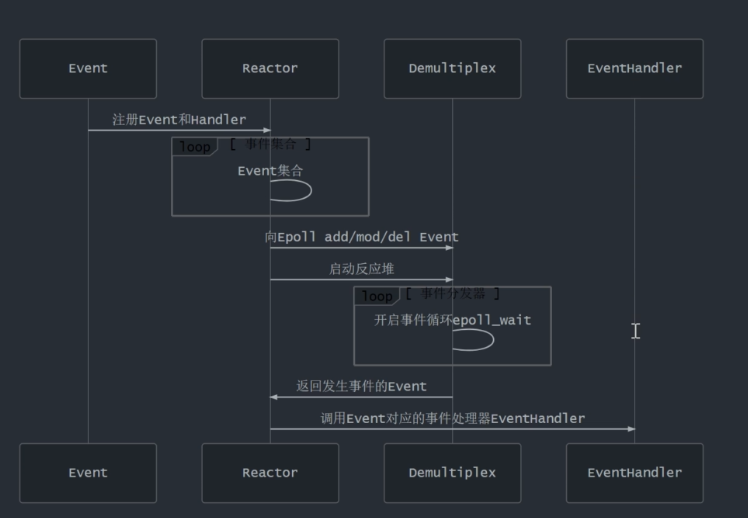 Event
Reactor
Demultiplex
EventHandler
注册Event和Handler
loop
[ 事件集合 ]
Event集合
向Epoll add/mod/del Event
启动反应堆
loop
[ 事件分发器 ]
开启事件循环epoll_wait
返回发生事件的Event
调用Event对应的事件处理器EventHandler
Event
Reactor
Demultiplex
EventHandler